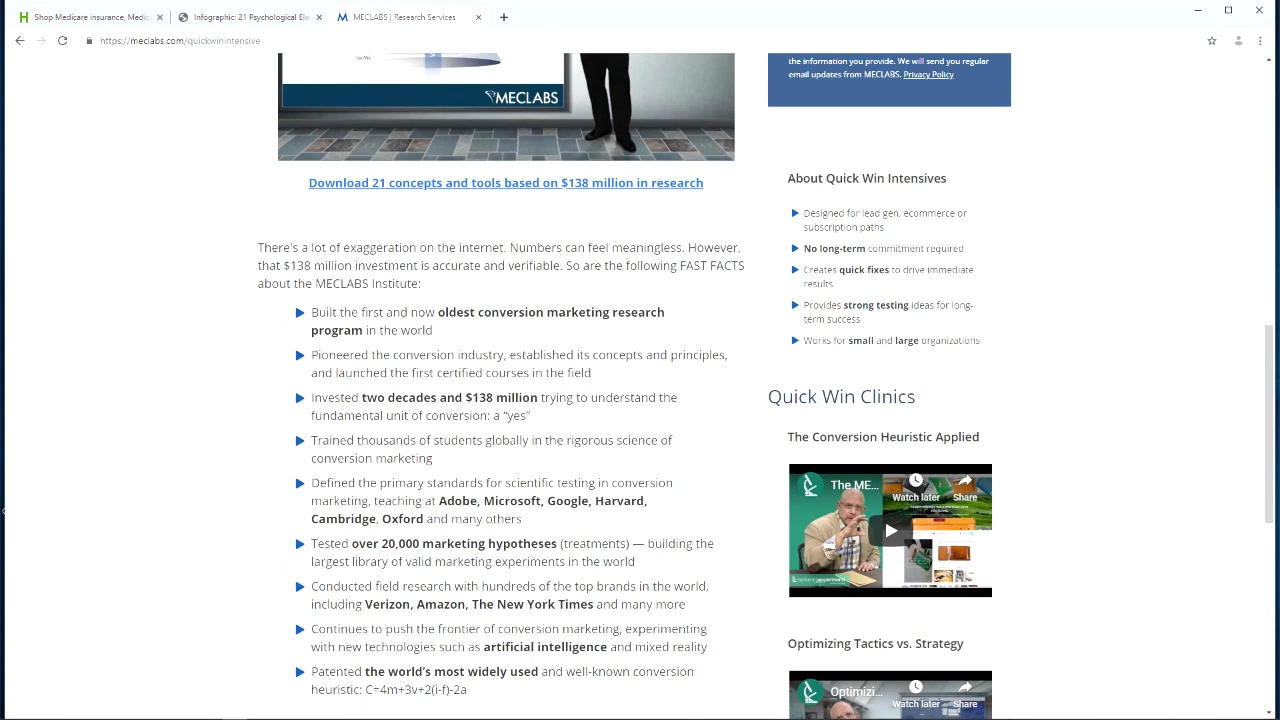 Shop Medicare insurance, Medic
Infographic: 21 Psychological Ele
MECLABS | Research Services
https://meclabs.com/quickwinintensive
MECLABS
Download 21 concepts and tools based on $138 million in research
There's a lot of exaggeration on the internet. Numbers can feel meaningless. However,
that $138 million investment is accurate and verifiable. So are the following FAST FACTS
about the MECLABS Institute:
Built the first and now oldest conversion marketing research
program in the world
Pioneered the conversion industry, established its concepts and principles,
and launched the first certified courses in the field
Invested two decades and $138 million trying to understand the
fundamental unit of conversion: a “yes”
Trained thousands of students globally in the rigorous science of
conversion marketing
Defined the primary standards for scientific testing in conversion
marketing, teaching at Adobe, Microsoft, Google, Harvard,
Cambridge, Oxford and many others
Tested over 20,000 marketing hypotheses (treatments) — building the
largest library of valid marketing experiments in the world
Conducted field research with hundreds of the top brands in the world,
including Verizon, Amazon, The New York Times and many more
Continues to push the frontier of conversion marketing, experimenting
with new technologies such as artificial intelligence and mixed reality
Patented the world’s most widely used and well-known conversion
heuristic: C=4m+3v+2(i-f)-2a
the information you provide. We will send you regular
email updates from MECLABS. Privacy Policy
About Quick Win Intensives
Designed for lead gen, ecommerce or
subscription paths
No long-term commitment required
Creates quick fixes to drive immediate
results
Provides strong testing ideas for long-
term success
Works for small and large organizations
Quick Win Clinics
The Conversion Heuristic Applied
The ME...
Watch later
Share
Optimizing Tactics vs. Strategy
Optimizi...
Watch later
Share